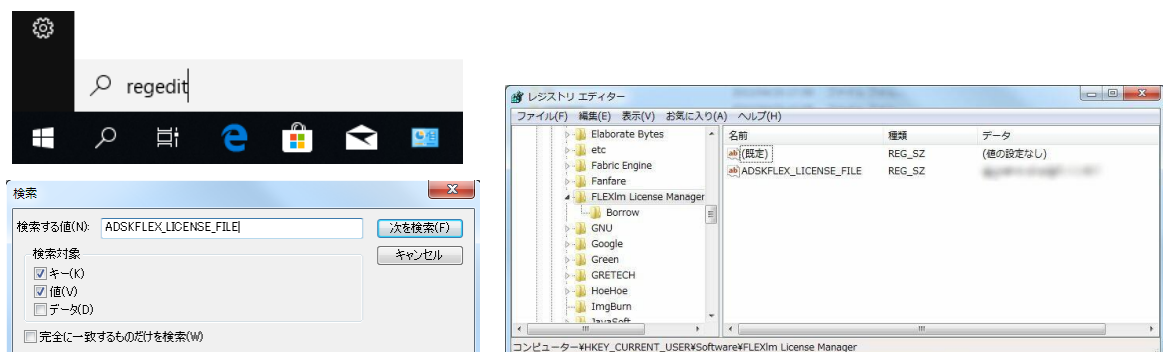 regedit
検索
検索する値(N):
ADSKFLEX_LICENSE_FILE
次を検索(F)
検索対象
キャンセル
キー(K)
値(V)
データ(D)
完全に一致するものだけを検索(W)
レジストリ エディター
ファイル(F) 編集(E) 表示(V) お気に入り(A) ヘルプ(H)
Elaborate Bytes
etc
Fabric Engine
Fanfare
FLEXlm License Manager
Borrow
GNU
Google
Green
GRETECH
HoeHoe
ImgBurn
JavaSoft
名前 種類 データ
ab (既定) REG_SZ (値の設定なし)
ab ADSKFLEX_LICENSE_FILE REG_SZ
コンピューター¥HKEY_CURRENT_USER¥Software¥FLEXlm License Manager